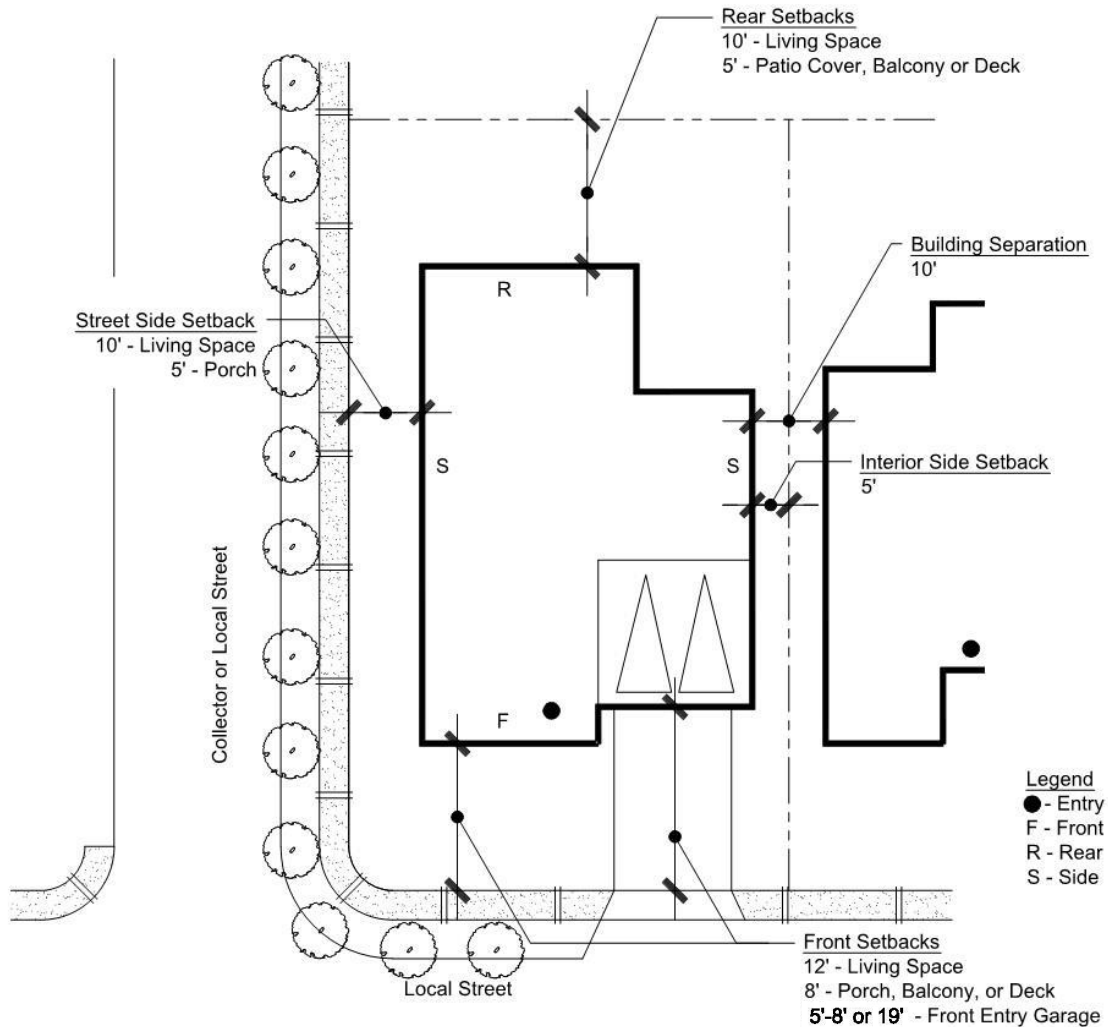 Rear Setbacks
10' - Living Space
5' - Patio Cover, Balcony or Deck
Building Separation
10'
R
Street Side Setback
10' - Living Space
5' - Porch
S
S
Interior Side Setback
5'
Collector or Local Street
F
Legend
- Entry
F - Front
R - Rear
S - Side
Front Setbacks
12' - Living Space
8' - Porch, Balcony, or Deck
5'-8' or 19' - Front Entry Garage
Local Street